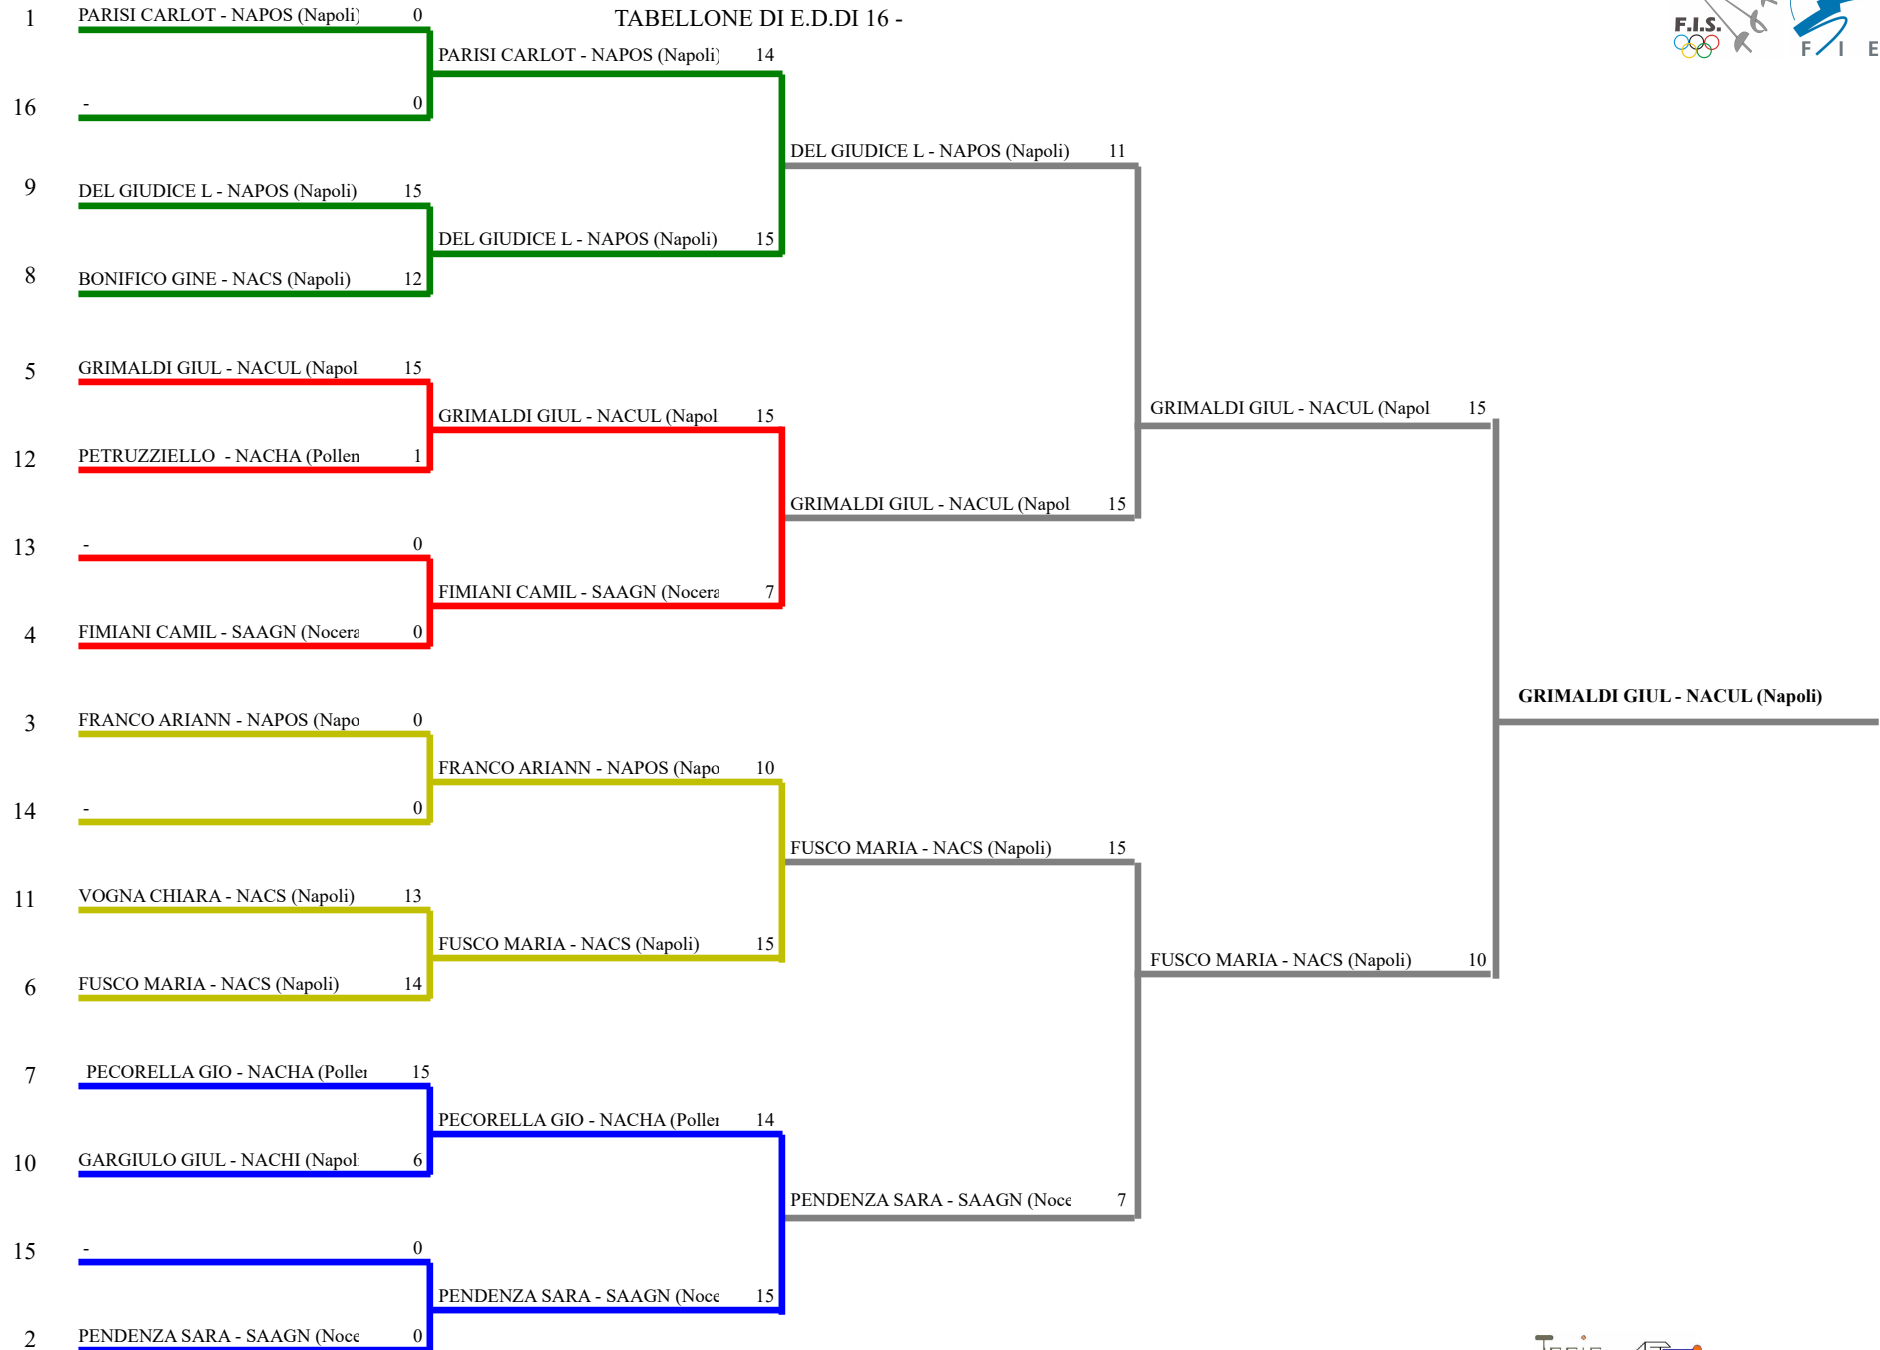 TABELLONE DI E.D.DI 16 -
F.I.S.
F I E
1 PARISI CARLOT - NAPOS (Napoli) 0
PARISI CARLOT - NAPOS (Napoli) 14
16 - 0
DEL GIUDICE L - NAPOS (Napoli) 11
9 DEL GIUDICE L - NAPOS (Napoli) 15
DEL GIUDICE L - NAPOS (Napoli) 15
8 BONIFICO GINE - NACS (Napoli) 12
5 GRIMALDI GIUL - NACUL (Napol 15
GRIMALDI GIUL - NACUL (Napol 15
GRIMALDI GIUL - NACUL (Napol 15
12 PETRUZZIELLO - NACHA (Pollen 1
GRIMALDI GIUL - NACUL (Napol 15
13 - 0
FIMIANI CAMIL - SAAGN (Nocera 7
4 FIMIANI CAMIL - SAAGN (Nocera 0
GRIMALDI GIUL - NACUL (Napoli)
3 FRANCO ARIANN - NAPOS (Napo 0
FRANCO ARIANN - NAPOS (Napo 10
14 - 0
FUSCO MARIA - NACS (Napoli) 15
11 VOGNA CHIARA - NACS (Napoli) 13
FUSCO MARIA - NACS (Napoli) 15
FUSCO MARIA - NACS (Napoli) 10
6 FUSCO MARIA - NACS (Napoli) 14
7 PECORELLA GIO - NACHA (Poller 15
PECORELLA GIO - NACHA (Poller 14
10 GARGIULO GIUL - NACHI (Napol 6
PENDENZA SARA - SAAGN (Noce 7
15 - 0
PENDENZA SARA - SAAGN (Noce 15
2 PENDENZA SARA - SAAGN (Noce 0